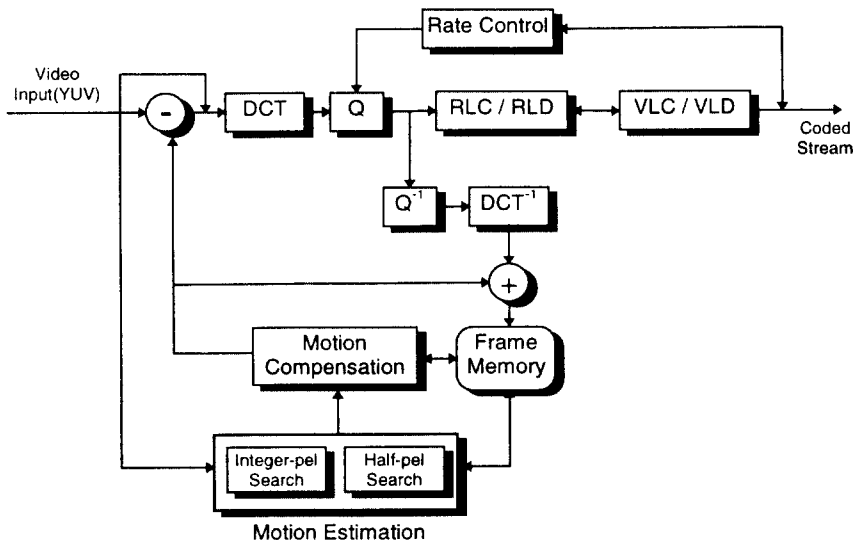 Rate Control
Video
Input(YUV)
-
DCT
Q
RLC / RLD
VLC / VLD
Coded
Stream
Q⁻¹
DCT⁻¹
+
Motion
Compensation
Frame
Memory
Integer-pel
Search
Half-pel
Search
Motion Estimation